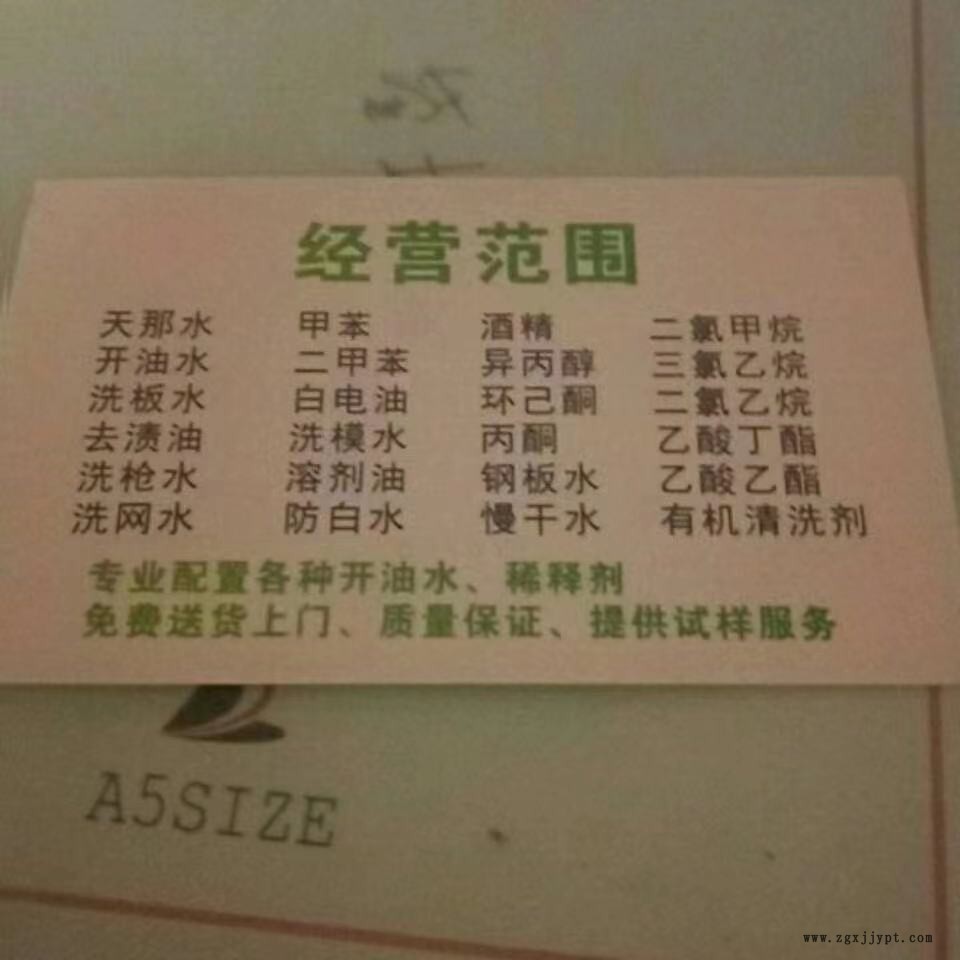 经营范围
天那水 甲苯 酒精 二氯甲烷
开油水 二甲苯 异丙醇 三氯乙烷
洗板水 白电油 环己酮 二氯乙烷
去渍油 洗模水 丙酮 乙酸丁酯
洗枪水 溶剂油 钢板水 乙酸乙酯
洗网水 防白水 慢干水 有机清洗剂
专业配置各种开油水、稀释剂
免费送货上门、质量保证、提供试样服务
A5SIZE
www.zgxjjypt.com